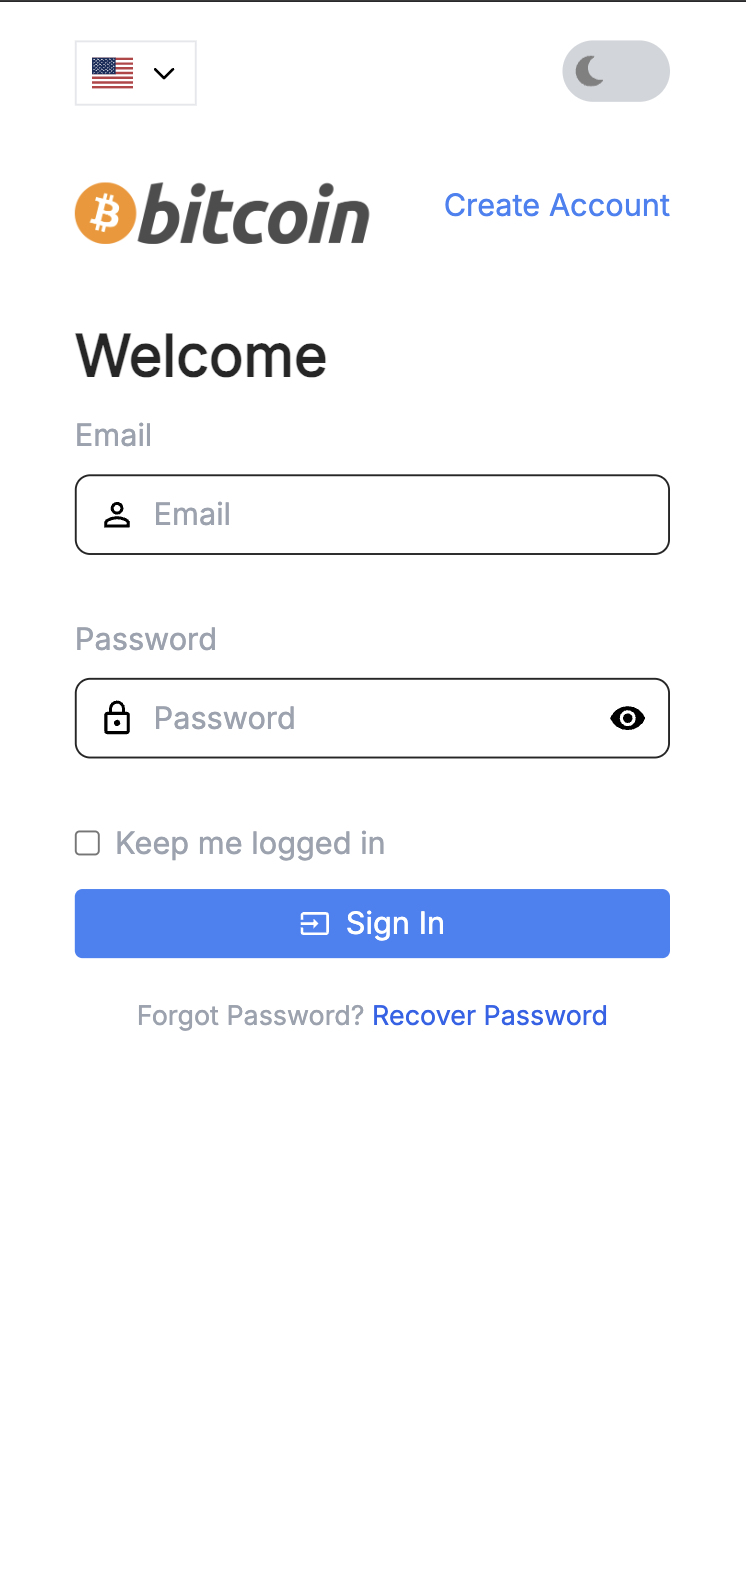 bitcoin
Create Account
Welcome
Email
Email
Password
Password
Keep me logged in
Sign In
Forgot Password? Recover Password